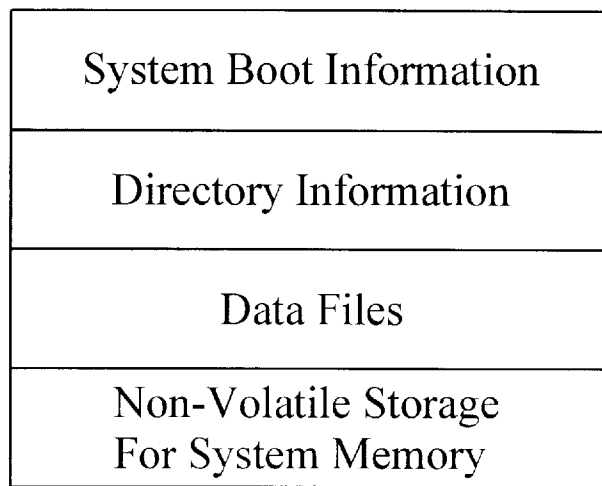 System Boot Information
Directory Information
Data Files
Non-Volatile Storage
For System Memory